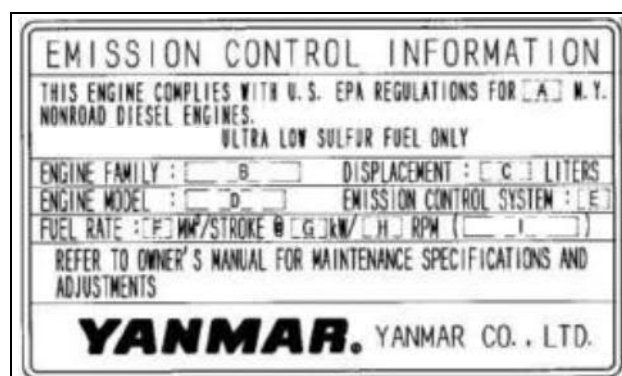 EMISSION CONTROL INFORMATION
THIS ENGINE COMPLIES WITH U.S. EPA REGULATIONS FOR [ A ] M.Y.
NONROAD DIESEL ENGINES.
ULTRA LOW SULFUR FUEL ONLY
ENGINE FAMILY : [ B ] DISPLACEMENT : [ C ] LITERS
ENGINE MODEL : [ D ] EMISSION CONTROL SYSTEM : [ E ]
FUEL RATE : [ F ] MM³/STROKE @ [ G ] kW/ [ H ] RPM ( [ I ] )
REFER TO OWNER'S MANUAL FOR MAINTENANCE SPECIFICATIONS AND
ADJUSTMENTS
YANMAR. YANMAR CO., LTD.